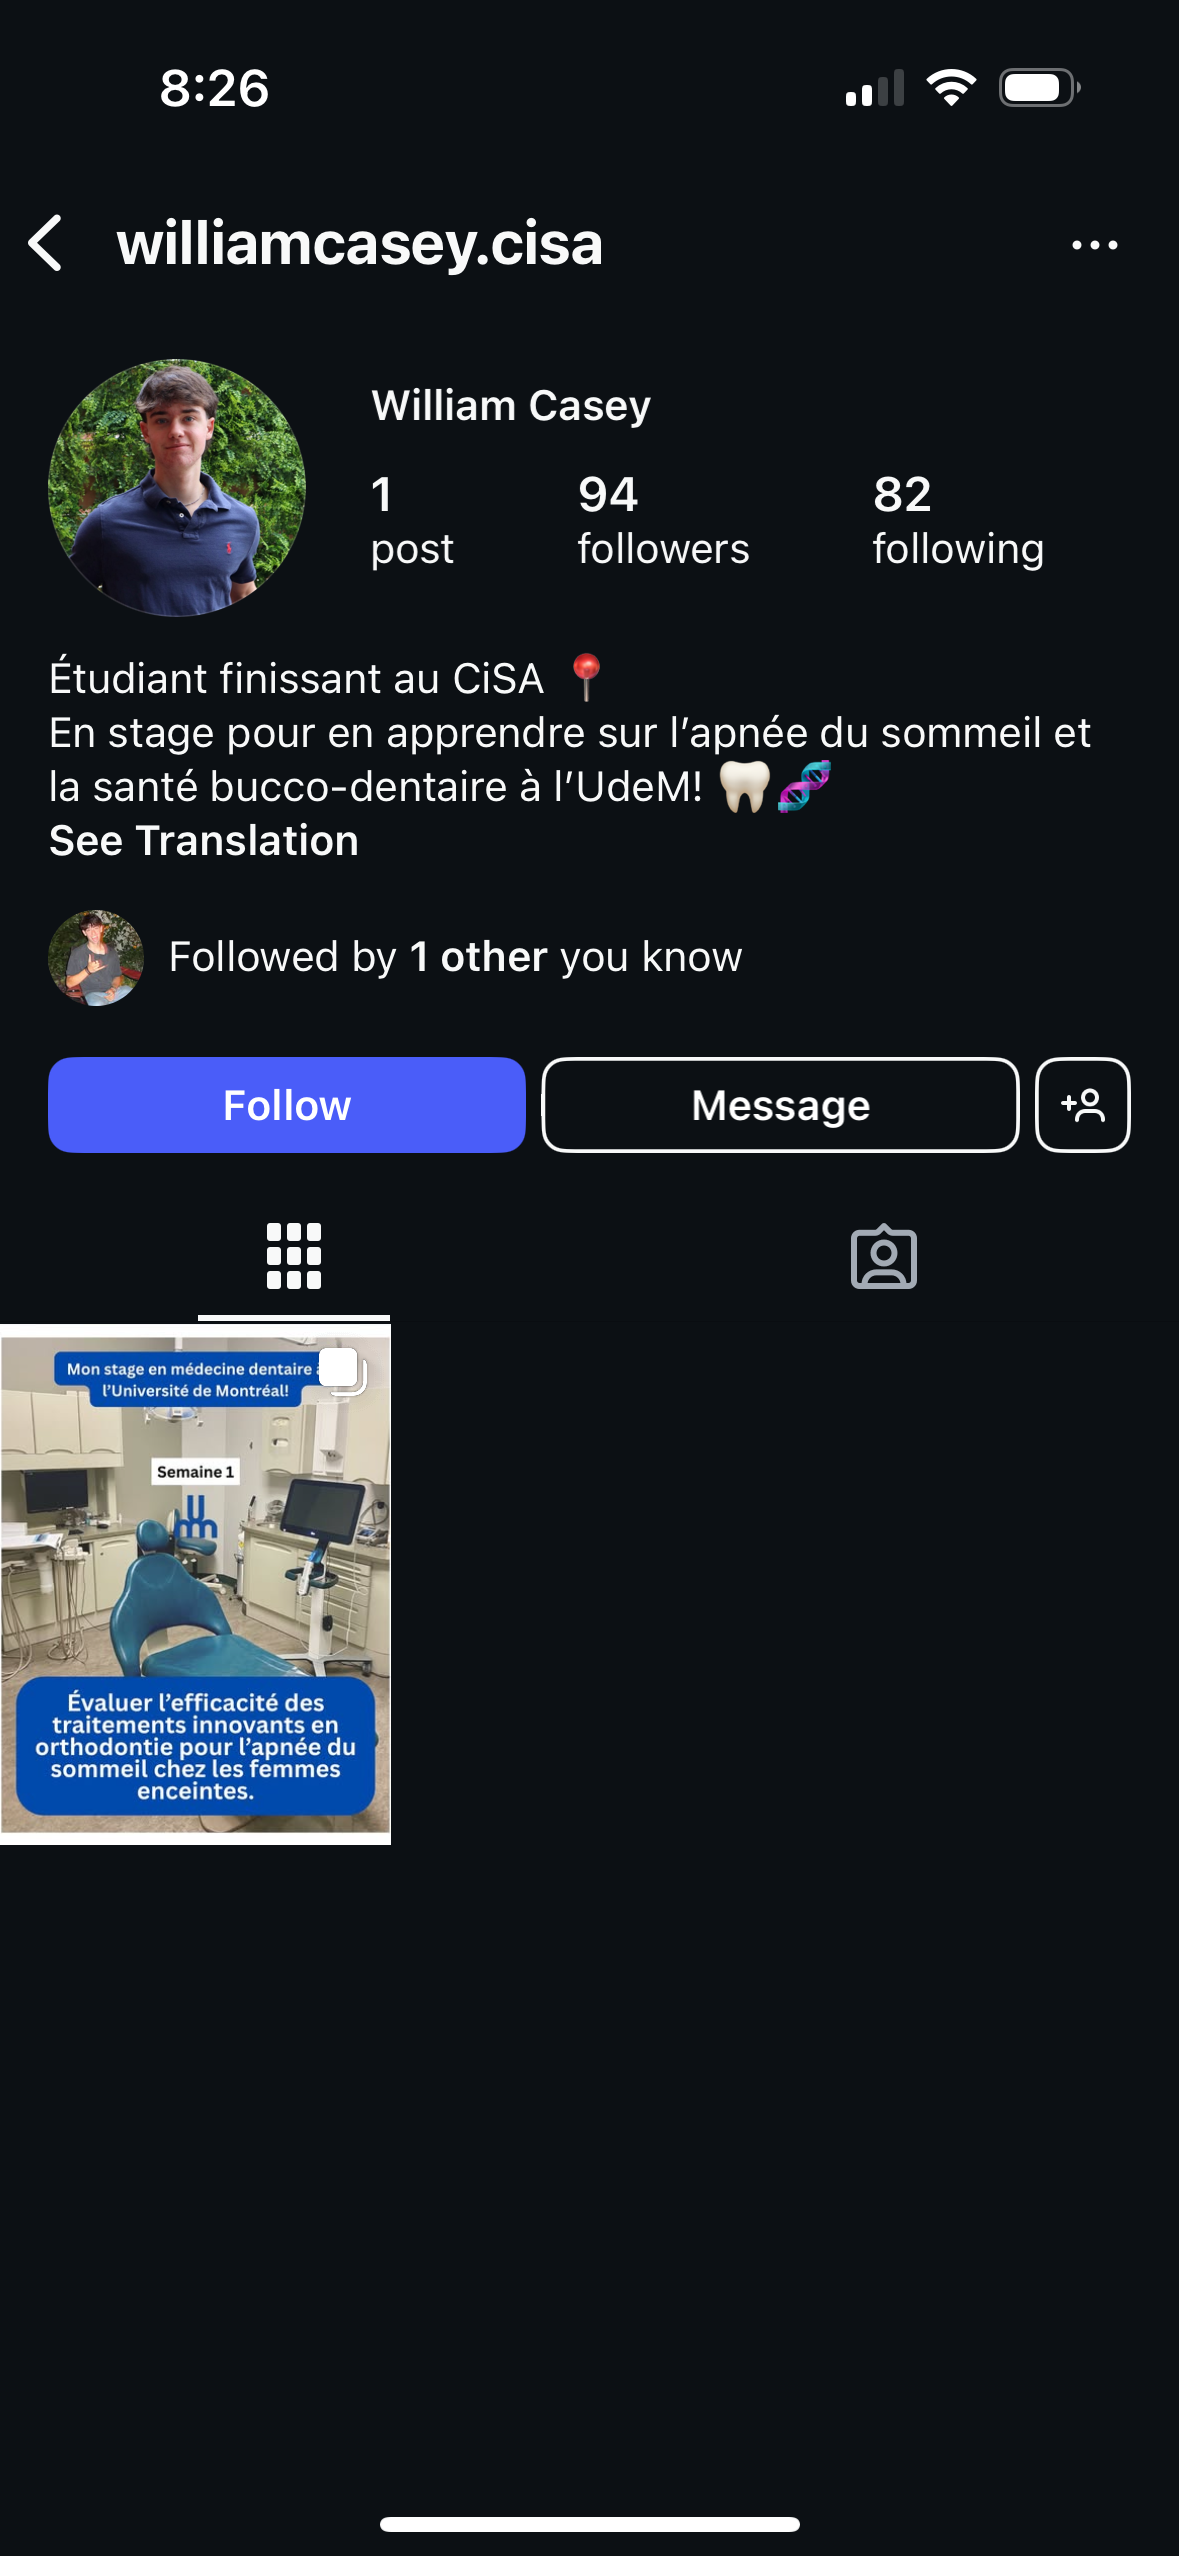 8:26
williamcasey.cisa
William Casey
1 94 82
post followers following
Étudiant finissant au CiSA 📍
En stage pour en apprendre sur l’apnée du sommeil et
la santé bucco-dentaire à l’UdeM! 🦷🧬
See Translation
Followed by 1 other you know
Follow Message
Mon stage en médecine dentaire
l’Université de Montréal!
Semaine 1
Évaluer l’efficacité des
traitements innovants en
orthodontie pour l’apnée du
sommeil chez les femmes
enceintes.